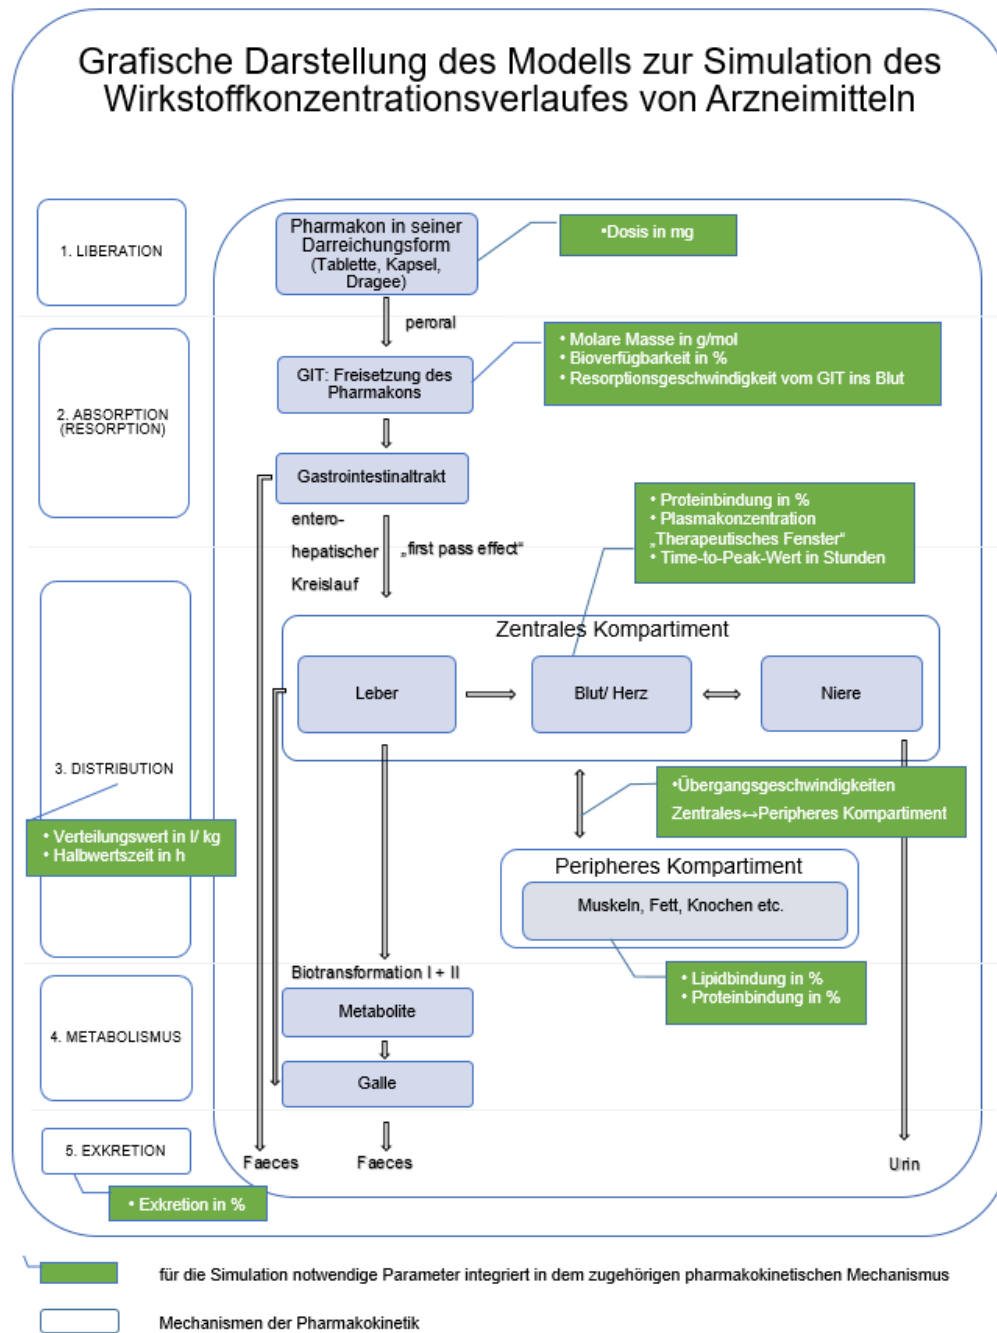 Grafische Darstellung des Modells zur Simulation des
Wirkstoffkonzentrationsverlaufes von Arzneimitteln
1. LIBERATION
Pharmakon in seiner
Darreichungsform
(Tablette, Kapsel,
Dragee)
•Dosis in mg
peroral
2. ABSORPTION
(RESORPTION)
GIT: Freisetzung des
Pharmakons
• Molare Masse in g/mol
• Bioverfügbarkeit in %
• Resorptionsgeschwindigkeit vom GIT ins Blut
Gastrointestinaltrakt
entero-
hepatischer
Kreislauf
„first pass effect“
• Proteinbindung in %
• Plasmakonzentration
„Therapeutisches Fenster“
• Time-to-Peak-Wert in Stunden
3. DISTRIBUTION
• Verteilungswert in l/ kg
• Halbwertszeit in h
Zentrales Kompartiment
Leber
Blut/ Herz
Niere
•Übergangsgeschwindigkeiten
Zentrales↔Peripheres Kompartiment
Peripheres Kompartiment
Muskeln, Fett, Knochen etc.
• Lipidbindung in %
• Proteinbindung in %
4. METABOLISMUS
Biotransformation I + II
Metabolite
Galle
5. EXKRETION
• Exkretion in %
Faeces
Faeces
Urin
für die Simulation notwendige Parameter integriert in dem zugehörigen pharmakokinetischen Mechanismus
Mechanismen der Pharmakokinetik